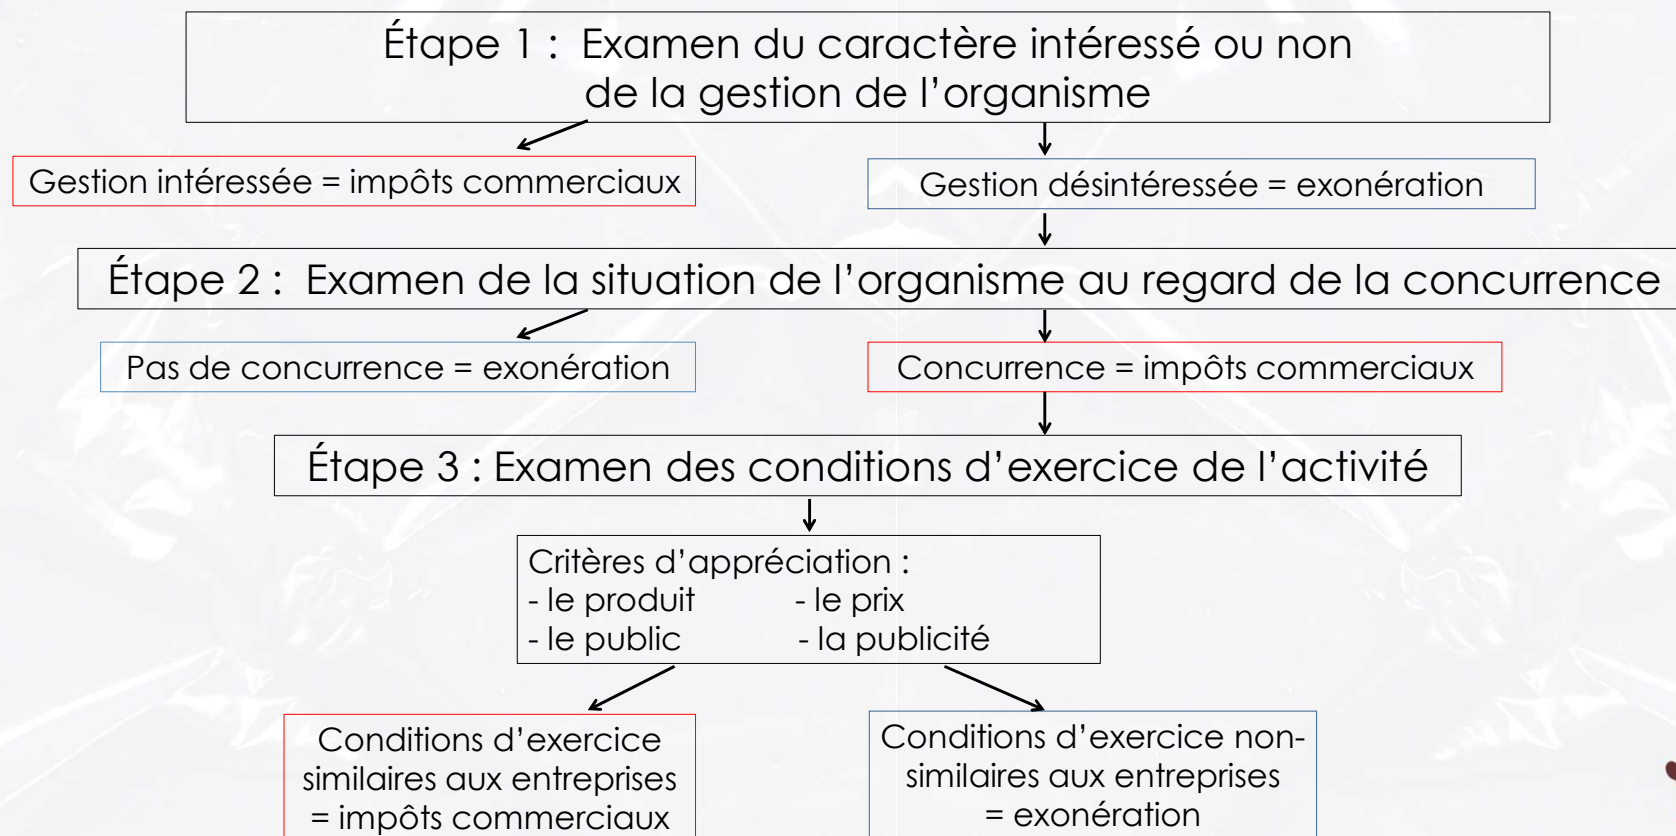 Étape 1 : Examen du caractère intéressé ou non
de la gestion de l’organisme
Gestion intéressée = impôts commerciaux
Gestion désintéressée = exonération
Étape 2 : Examen de la situation de l’organisme au regard de la concurrence
Pas de concurrence = exonération
Concurrence = impôts commerciaux
Étape 3 : Examen des conditions d’exercice de l’activité
Critères d’appréciation :
- le produit - le prix
- le public - la publicité
Conditions d’exercice
similaires aux entreprises
= impôts commerciaux
Conditions d’exercice non-
similaires aux entreprises
= exonération